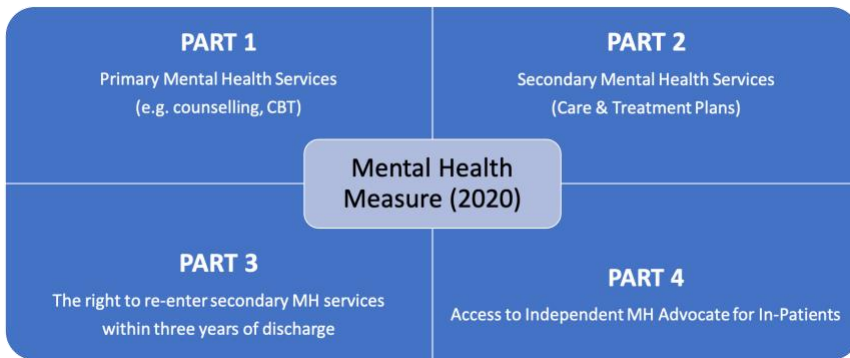 PART 1
Primary Mental Health Services
(e.g. counselling, CBT)
PART 2
Secondary Mental Health Services
(Care & Treatment Plans)
Mental Health
Measure (2020)
PART 3
The right to re-enter secondary MH services
within three years of discharge
PART 4
Access to Independent MH Advocate for In-Patients